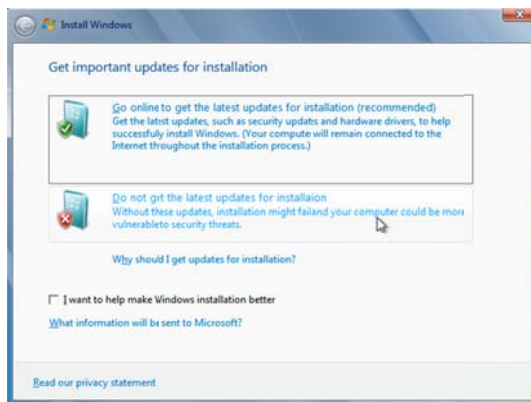 Install Windows
Get important updates for installation
Go online to get the latest updates for irstallation (recommended)
Get the latest updates, such as security updates and hardware drivers, to help
successfuly install Windows. (Your compute will remain connected to the
Internet throughout the installation process.)
Do not grt the latest updates for installaion
Without these updates, installation might failand your computer could be more
vulnerableto security threats.
Why should I get updates for installation?
I want to help make Windows installation better
What information will be sent to Microsoft?
Read our privacy statement